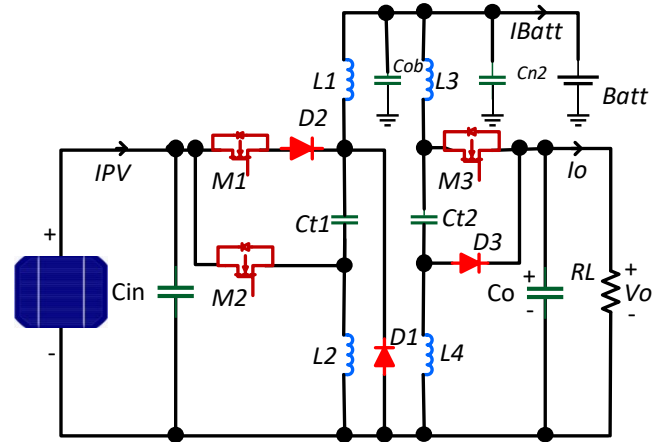 IBatt
L1
Cob
L3
Cn2
Batt
D2
IPV
M1
M3
Io
Ct1
Ct2
D3
+
M2
Cin
Co
+
-
RL
+
Vo
-
D1
-
L2
L4